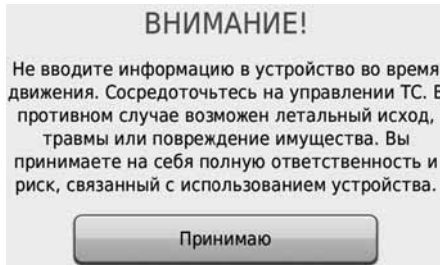 ВНИМАНИЕ!
Не вводите информацию в устройство во время
движения. Сосредоточьтесь на управлении ТС. В
противном случае возможен летальный исход,
травмы или повреждение имущества. Вы
принимаете на себя полную ответственность и
риск, связанный с использованием устройства.
Принимаю